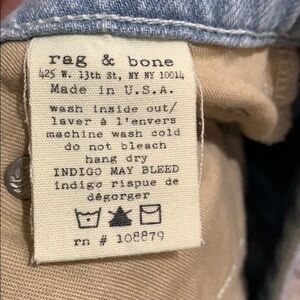 rag & bone
425 W. 13th St, NY NY 10014
Made in U.S.A.
wash inside out/
laver à l'envers
machine wash cold
do not bleach
hang dry
INDIGO MAY BLEED
indigo rispue de
dégorger
rn # 108879